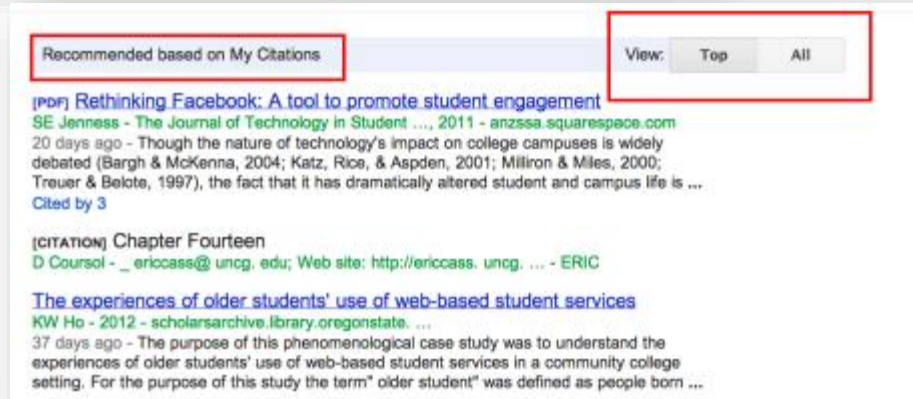 Recommended based on My Citations View: Top All
[PDF] Rethinking Facebook: A tool to promote student engagement
SE Jenness - The Journal of Technology in Student ..., 2011 - anzssa.squarespace.com
20 days ago - Though the nature of technology's impact on college campuses is widely
debated (Bargh & McKenna, 2004; Katz, Rice, & Aspden, 2001; Milliron & Miles, 2000;
Treuer & Belote, 1997), the fact that it has dramatically altered student and campus life is ...
Cited by 3
[CITATION] Chapter Fourteen
D Coursol - _ ericcass@ uncg. edu; Web site: http://ericcass. uncg. ... - ERIC
The experiences of older students' use of web-based student services
KW Ho - 2012 - scholarsarchive.library.oregonstate. ...
37 days ago - The purpose of this phenomenological case study was to understand the
experiences of older students' use of web-based student services in a community college
setting. For the purpose of this study the term" older student" was defined as people born ...